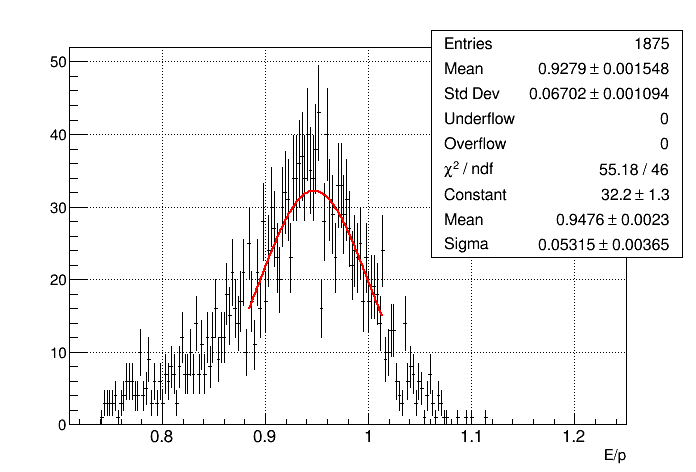 Entries 1875
Mean 0.9279 ± 0.001548
Std Dev 0.06702 ± 0.001094
Underflow 0
Overflow 0
χ² / ndf 55.18 / 46
Constant 32.2 ± 1.3
Mean 0.9476 ± 0.0023
Sigma 0.05315 ± 0.00365
50
40
30
20
10
0
0.8 0.9 1 1.1 1.2
E/p